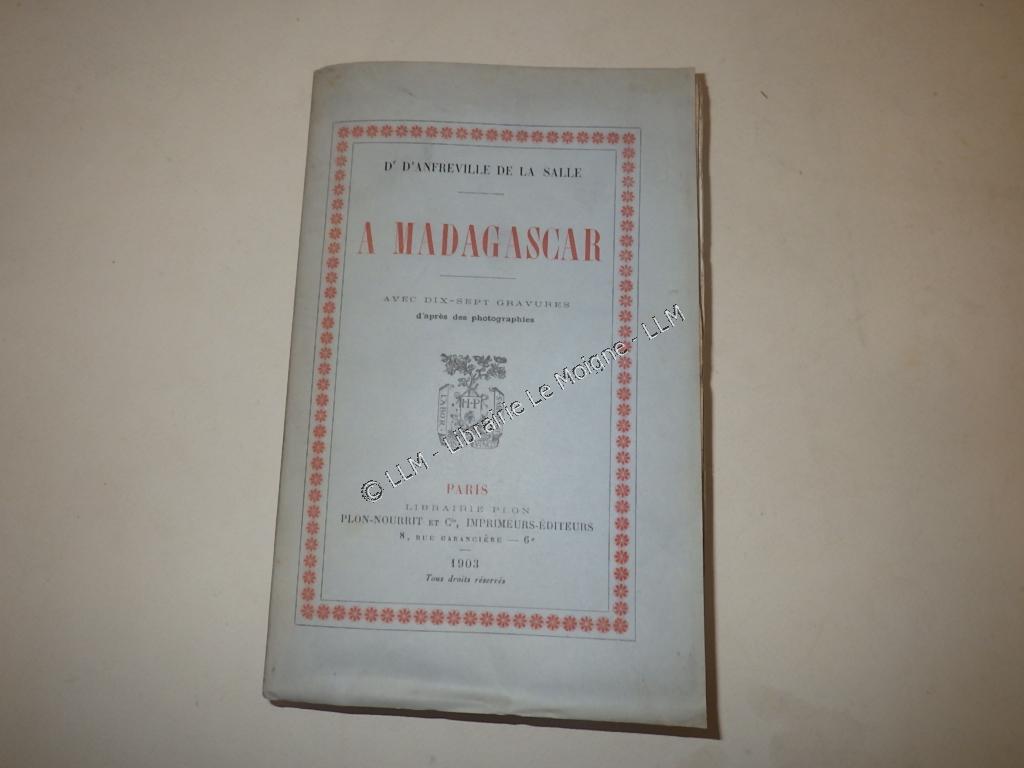 Dr D'ANFREVILLE DE LA SALLE
A MADAGASCAR
AVEC DIX-SEPT GRAVURES
d'après des photographies
LABOR
H·P
© LLM - Librairie Le Moigne - LLM
PARIS
LIBRAIRIE PLON
PLON-NOURRIT ET Cie, IMPRIMEURS-ÉDITEURS
8, RUE GARANCIÈRE — 6e
1903
Tous droits réservés